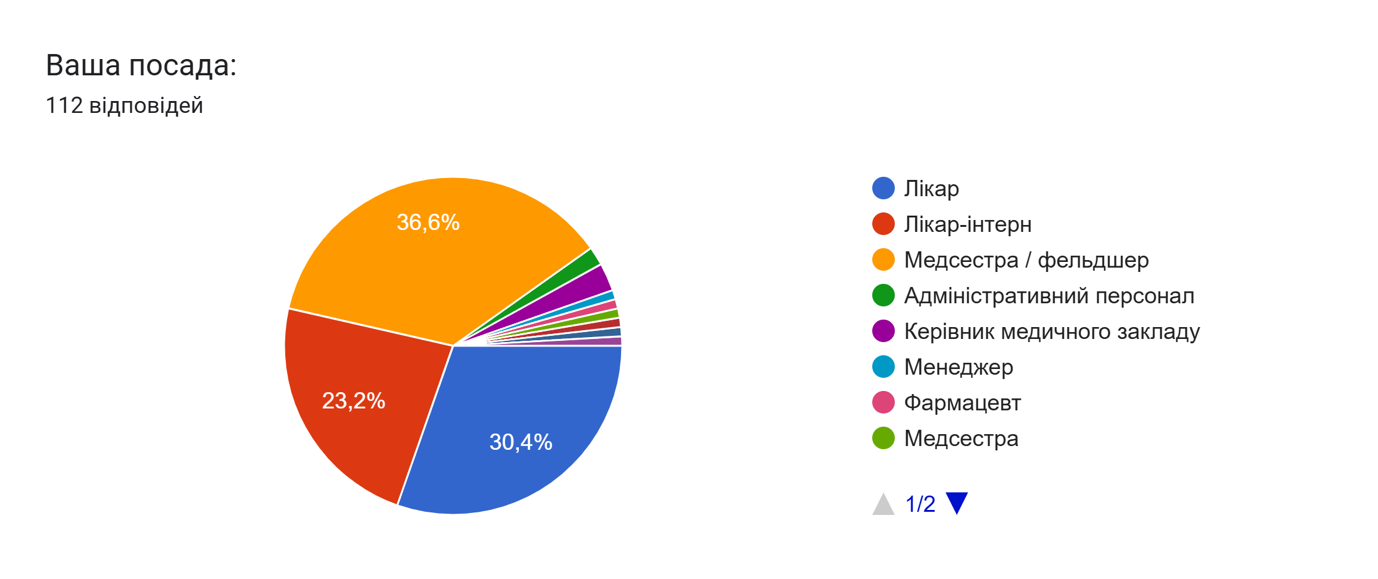 Ваша посада:
112 відповідей
36,6%
23,2%
30,4%
Лікар
Лікар-інтерн
Медсестра / фельдшер
Адміністративний персонал
Керівник медичного закладу
Менеджер
Фармацевт
Медсестра
1/2